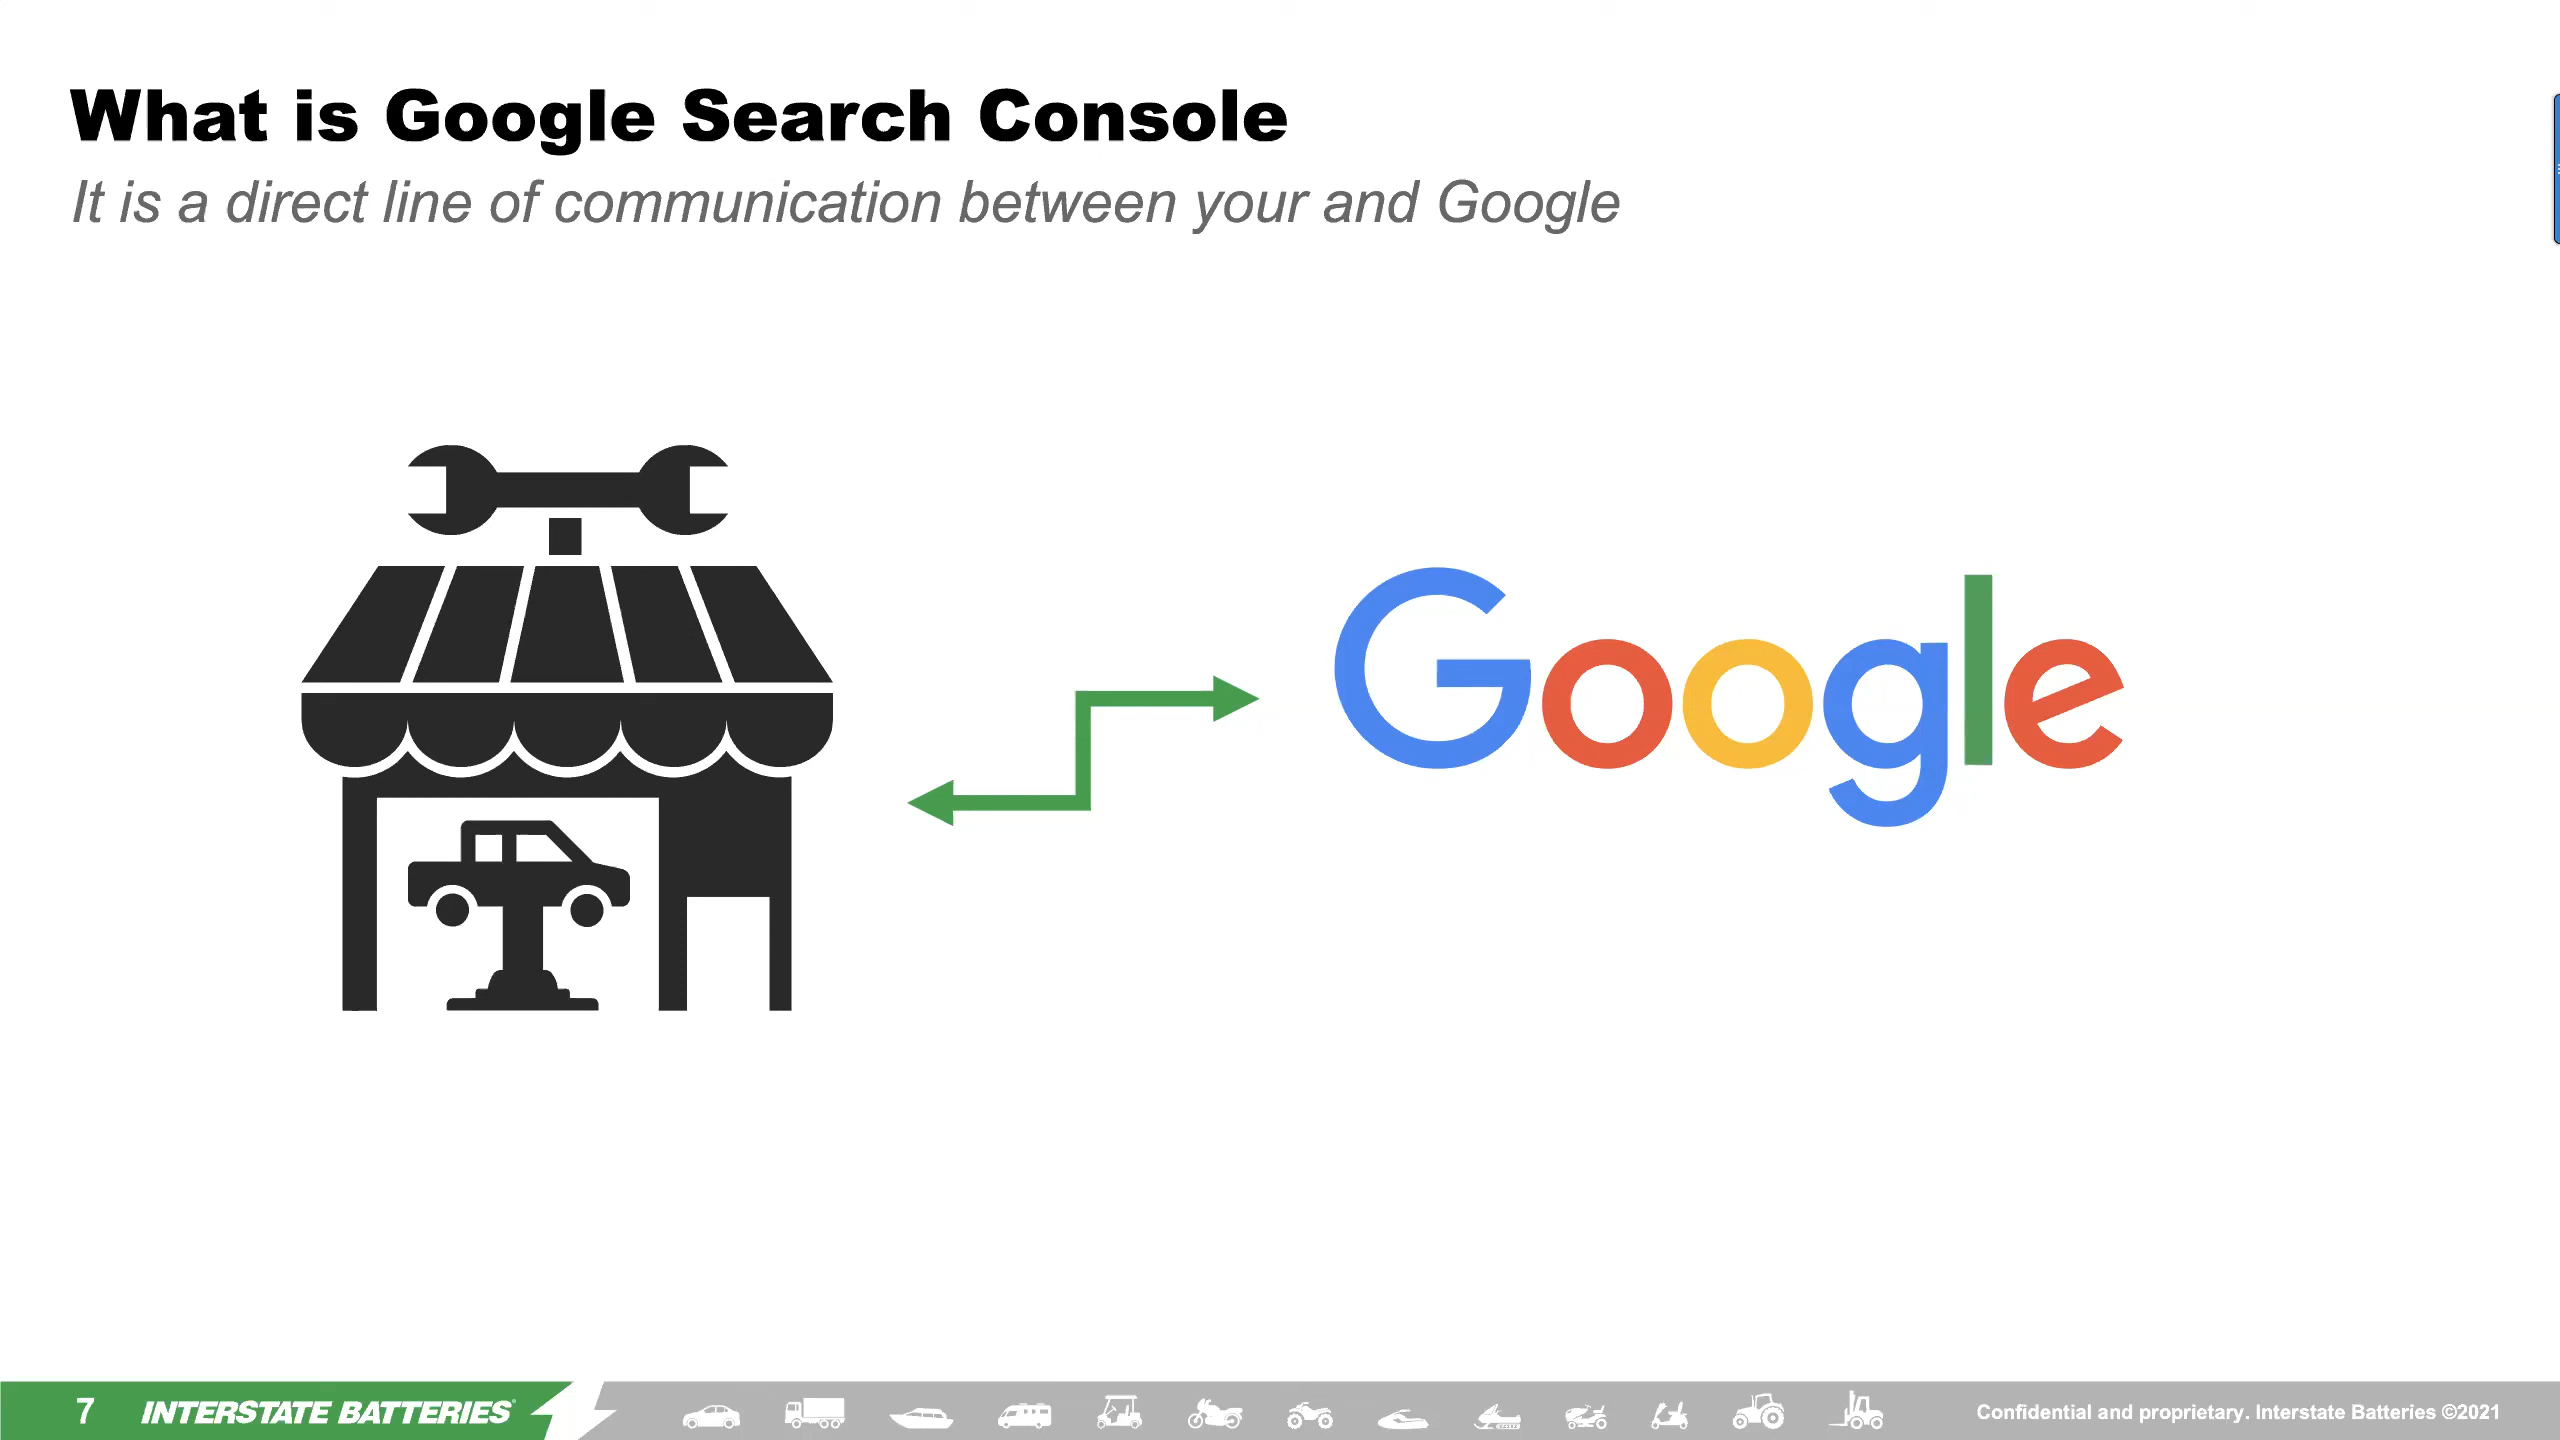 What is Google Search Console
It is a direct line of communication between your and Google
Google
7 INTERSTATE BATTERIES Confidential and proprietary. Interstate Batteries ©2021